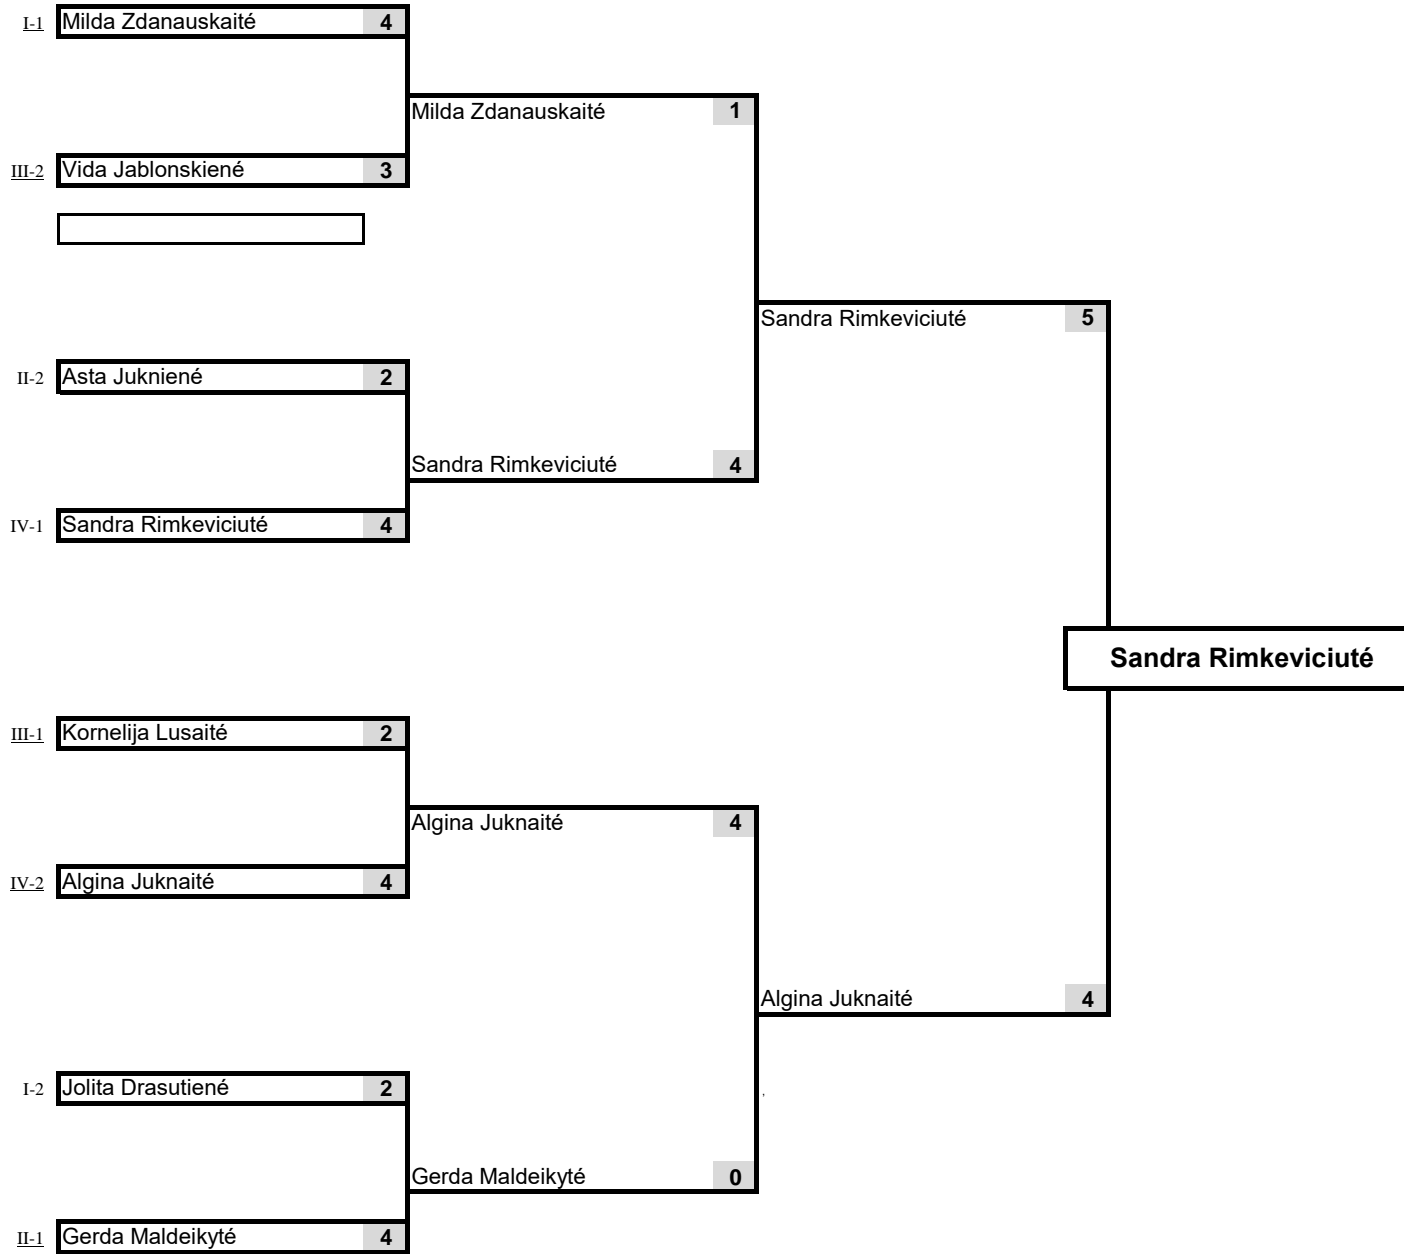 I-1 Milda Zdanauskaité 4
Milda Zdanauskaité 1
III-2 Vida Jablonskiené 3
Sandra Rimkeviciuté 5
II-2 Asta Jukniené 2
Sandra Rimkeviciuté 4
IV-1 Sandra Rimkeviciuté 4
Sandra Rimkeviciuté
III-1 Kornelija Lusaité 2
Algina Juknaité 4
IV-2 Algina Juknaité 4
Algina Juknaité 4
I-2 Jolita Drasutiené 2
,
Gerda Maldeikyté 0
II-1 Gerda Maldeikyté 4